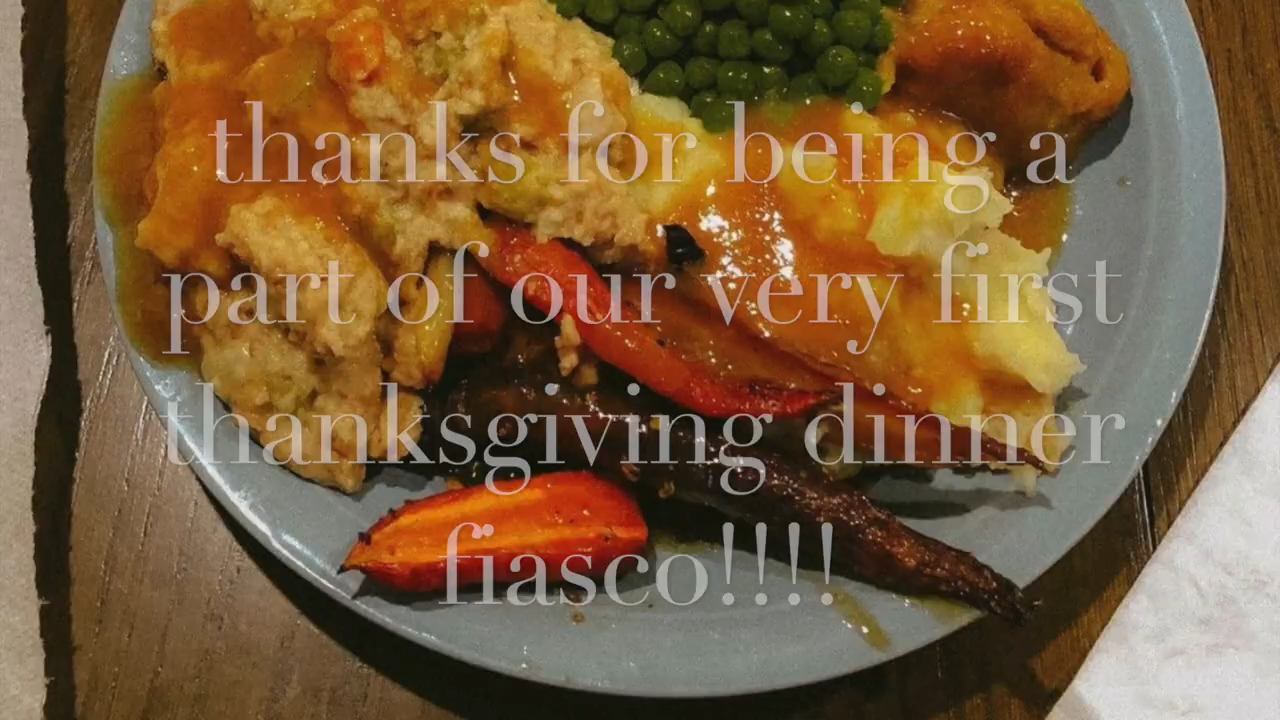 thanks for being a
part of our very first
thanksgiving dinner
fiasco!!!!